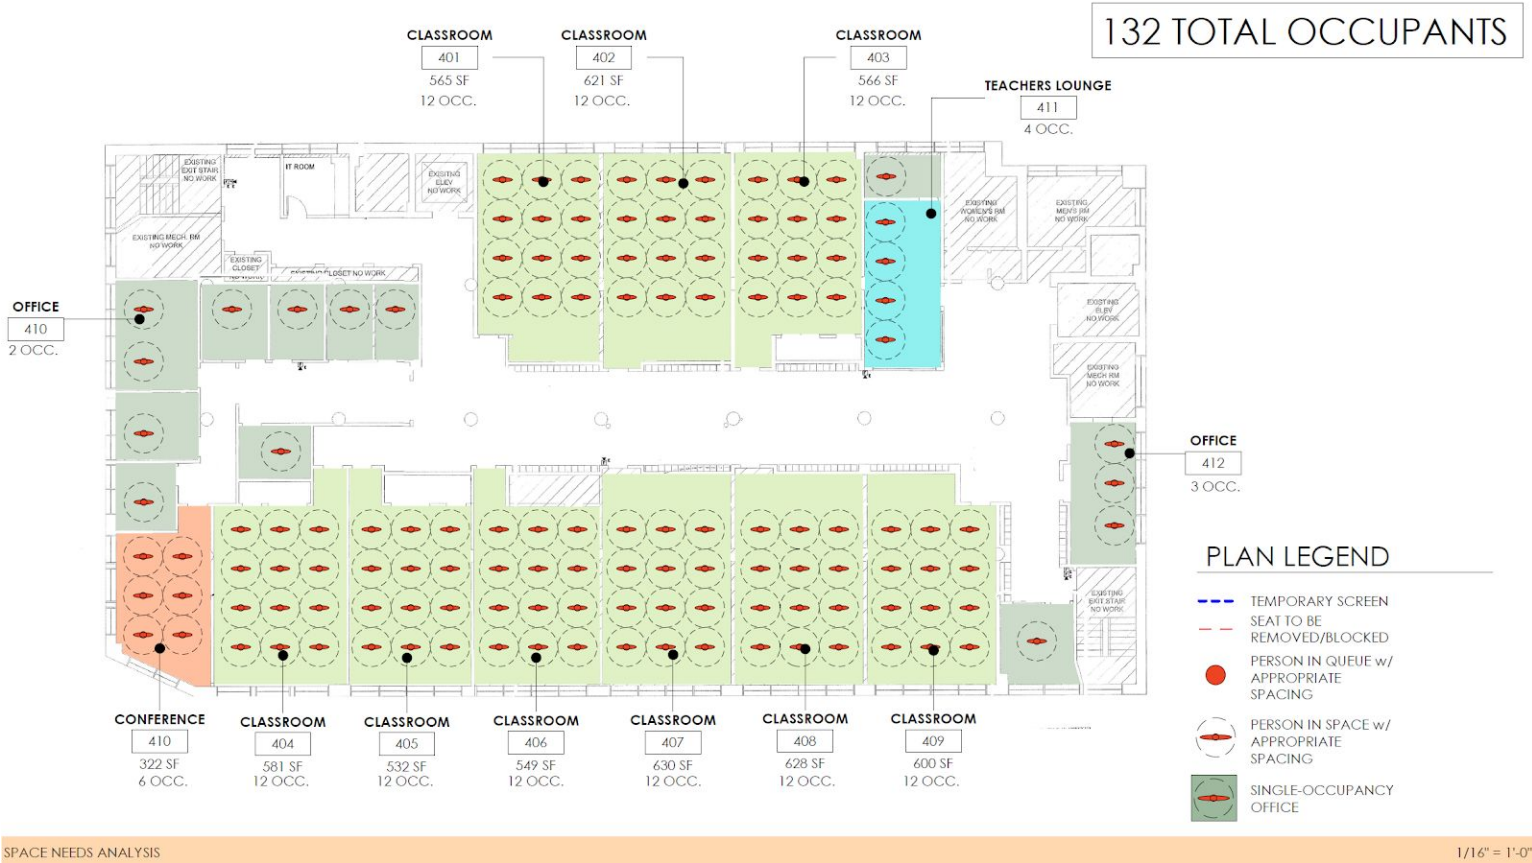 132 TOTAL OCCUPANTS
CLASSROOM
401
565 SF
12 OCC.
CLASSROOM
402
621 SF
12 OCC.
CLASSROOM
403
566 SF
12 OCC.
TEACHERS LOUNGE
411
4 OCC.
EXISTING
EXIT STAIR
NO WORK
IT ROOM
EXISTING
ELEV
NO WORK
EXISTING
WOMEN'S RM
NO WORK
EXISTING
MEN'S RM
NO WORK
EXISTING MECH. RM
NO WORK
EXISTING
CLOSET
NO WORK
EXISTING CLOSET NO WORK
OFFICE
410
2 OCC.
EXISTING
ELEV
NO WORK
EXISTING
MECH RM
NO WORK
OFFICE
412
3 OCC.
EXISTING
EXIT STAIR
NO WORK
PLAN LEGEND
TEMPORARY SCREEN
SEAT TO BE
REMOVED/BLOCKED
PERSON IN QUEUE w/
APPROPRIATE
SPACING
PERSON IN SPACE w/
APPROPRIATE
SPACING
SINGLE-OCCUPANCY
OFFICE
CONFERENCE
410
322 SF
6 OCC.
CLASSROOM
404
581 SF
12 OCC.
CLASSROOM
405
532 SF
12 OCC.
CLASSROOM
406
549 SF
12 OCC.
CLASSROOM
407
630 SF
12 OCC.
CLASSROOM
408
628 SF
12 OCC.
CLASSROOM
409
600 SF
12 OCC.
SPACE NEEDS ANALYSIS
1/16" = 1'-0"